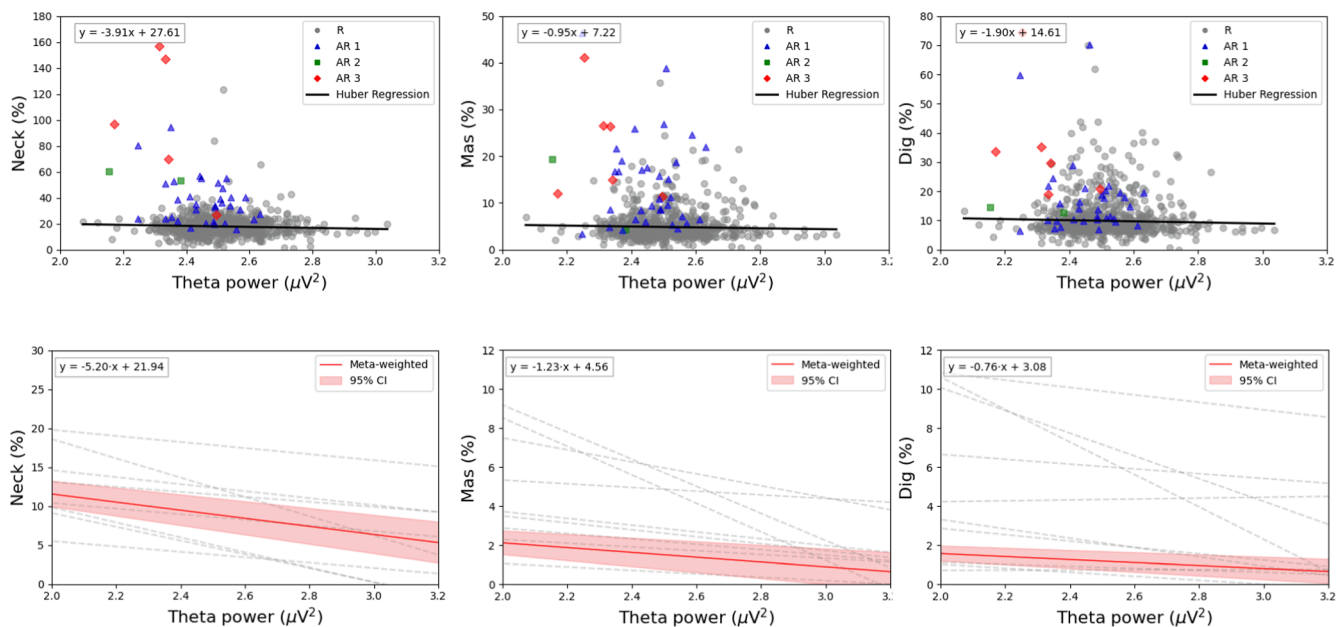 y = -3.91x + 27.61
R
AR 1
AR 2
AR 3
Huber Regression
Neck (%)
180
160
140
120
100
80
60
40
20
0
2.0 2.2 2.4 2.6 2.8 3.0 3.2
Theta power (μV²)
y = -0.95x + 7.22
R
AR 1
AR 2
AR 3
Huber Regression
Mas (%)
50
40
30
20
10
0
2.0 2.2 2.4 2.6 2.8 3.0 3.2
Theta power (μV²)
y = -1.90x + 14.61
R
AR 1
AR 2
AR 3
Huber Regression
Dig (%)
80
70
60
50
40
30
20
10
0
2.0 2.2 2.4 2.6 2.8 3.0 3.2
Theta power (μV²)
y = -5.20·x + 21.94
Meta-weighted
95% CI
Neck (%)
30
25
20
15
10
5
0
2.0 2.2 2.4 2.6 2.8 3.0 3.2
Theta power (μV²)
y = -1.23·x + 4.56
Meta-weighted
95% CI
Mas (%)
12
10
8
6
4
2
0
2.0 2.2 2.4 2.6 2.8 3.0 3.2
Theta power (μV²)
y = -0.76·x + 3.08
Meta-weighted
95% CI
Dig (%)
12
10
8
6
4
2
0
2.0 2.2 2.4 2.6 2.8 3.0 3.2
Theta power (μV²)